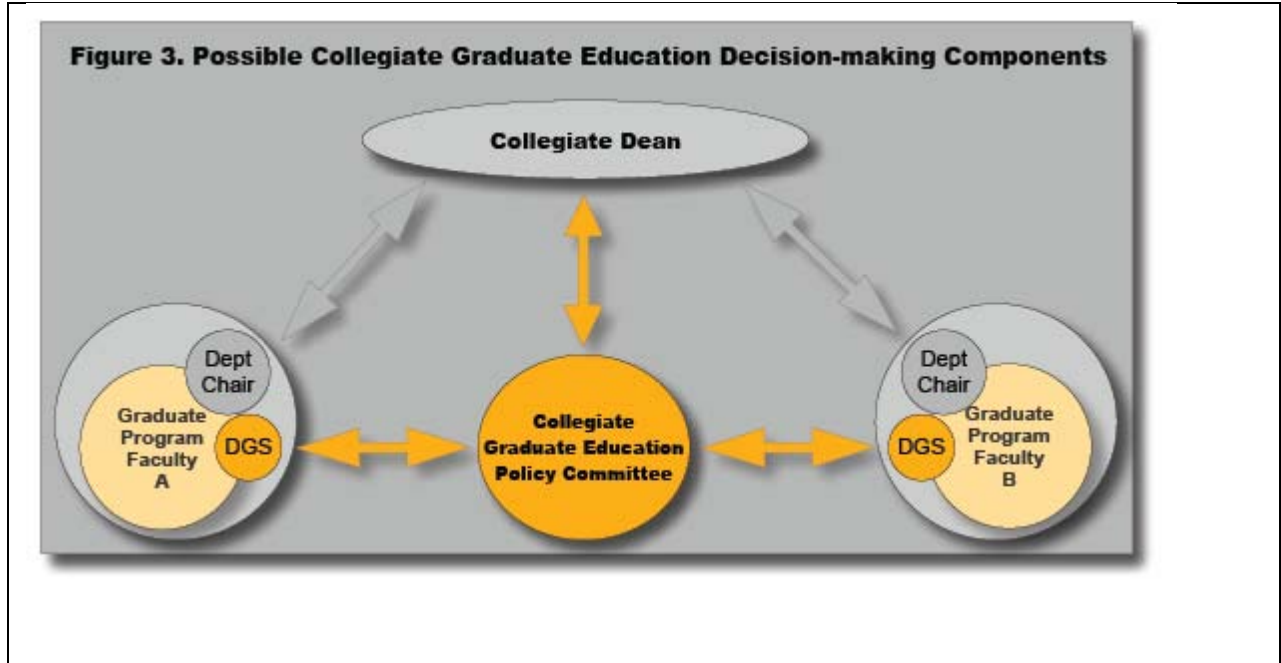 Figure 3. Possible Collegiate Graduate Education Decision-making Components
Collegiate Dean
Dept
Chair
Graduate
Program
Faculty
A
DGS
Collegiate
Graduate Education
Policy Committee
Dept
Chair
DGS
Graduate
Program
Faculty
B